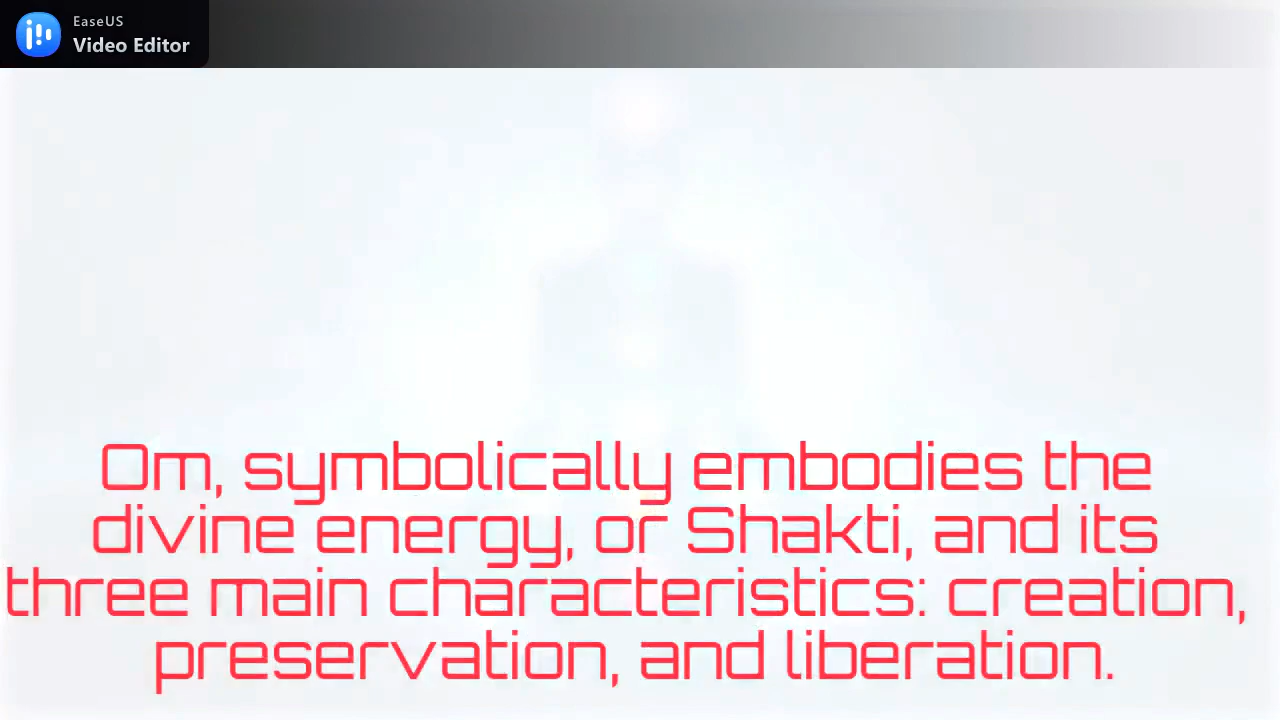 EaseUS
Video Editor
Om, symbolically embodies the
divine energy, or Shakti, and its
three main characteristics: creation,
preservation, and liberation.